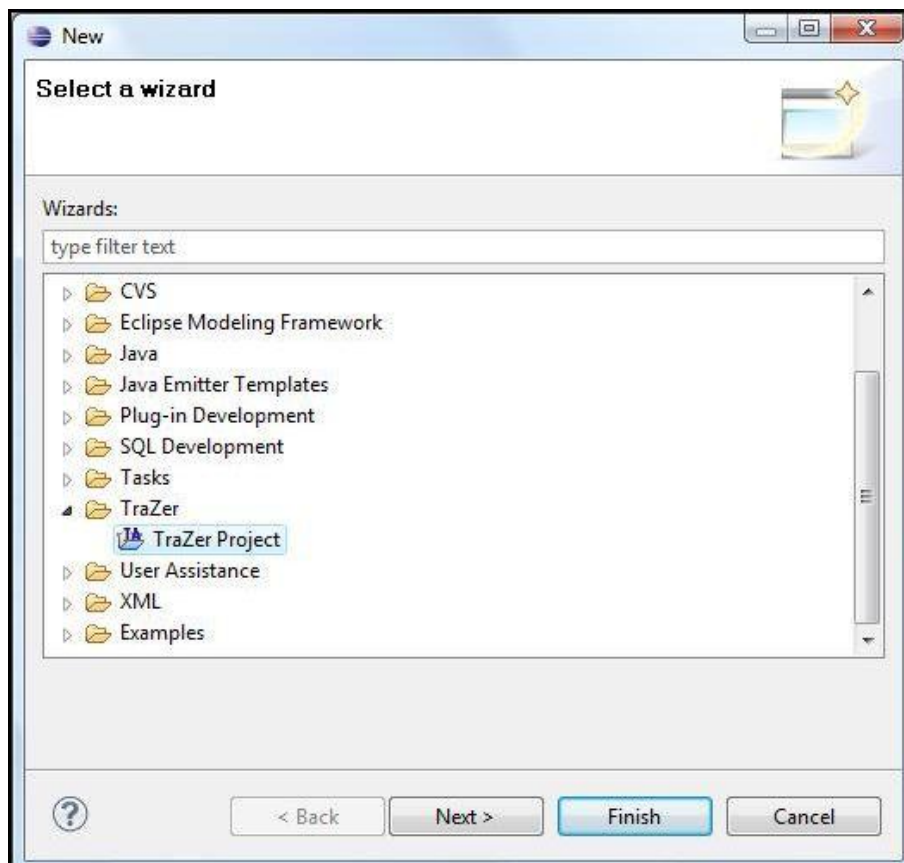 New
Select a wizard
Wizards:
type filter text
CVS
Eclipse Modeling Framework
Java
Java Emitter Templates
Plug-in Development
SQL Development
Tasks
TraZer
TraZer Project
User Assistance
XML
Examples
? < Back Next > Finish Cancel